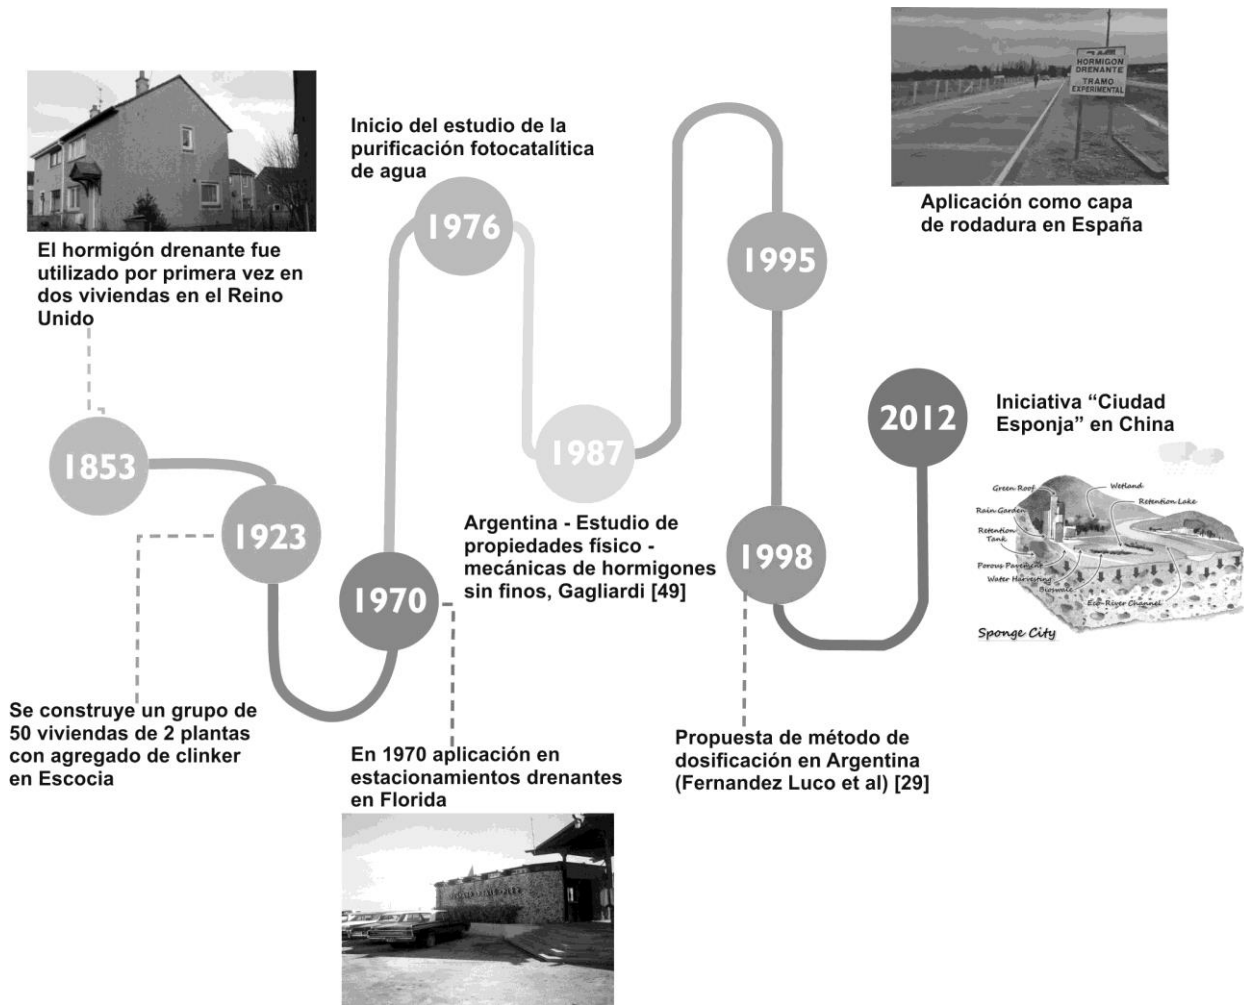 HORMIGON
DRENANTE
TRAMO
EXPERIMENTAL
Aplicación como capa
de rodadura en España
Inicio del estudio de la
purificación fotocatalítica
de agua
El hormigón drenante fue
utilizado por primera vez en
dos viviendas en el Reino
Unido
1853
1923
1970
1976
1987
1995
1998
2012
Se construye un grupo de
50 viviendas de 2 plantas
con agregado de clinker
en Escocia
En 1970 aplicación en
estacionamientos drenantes
en Florida
Argentina - Estudio de
propiedades físico -
mecánicas de hormigones
sin finos, Gagliardi [49]
Propuesta de método de
dosificación en Argentina
(Fernandez Luco et al) [29]
Iniciativa “Ciudad
Esponja” en China
Green Roof
Wetland
Rain Garden
Retention Lake
Retention
Tank
Porous Pavement
Water Harvesting
Bioswale
Eco-River Channel
Sponge City